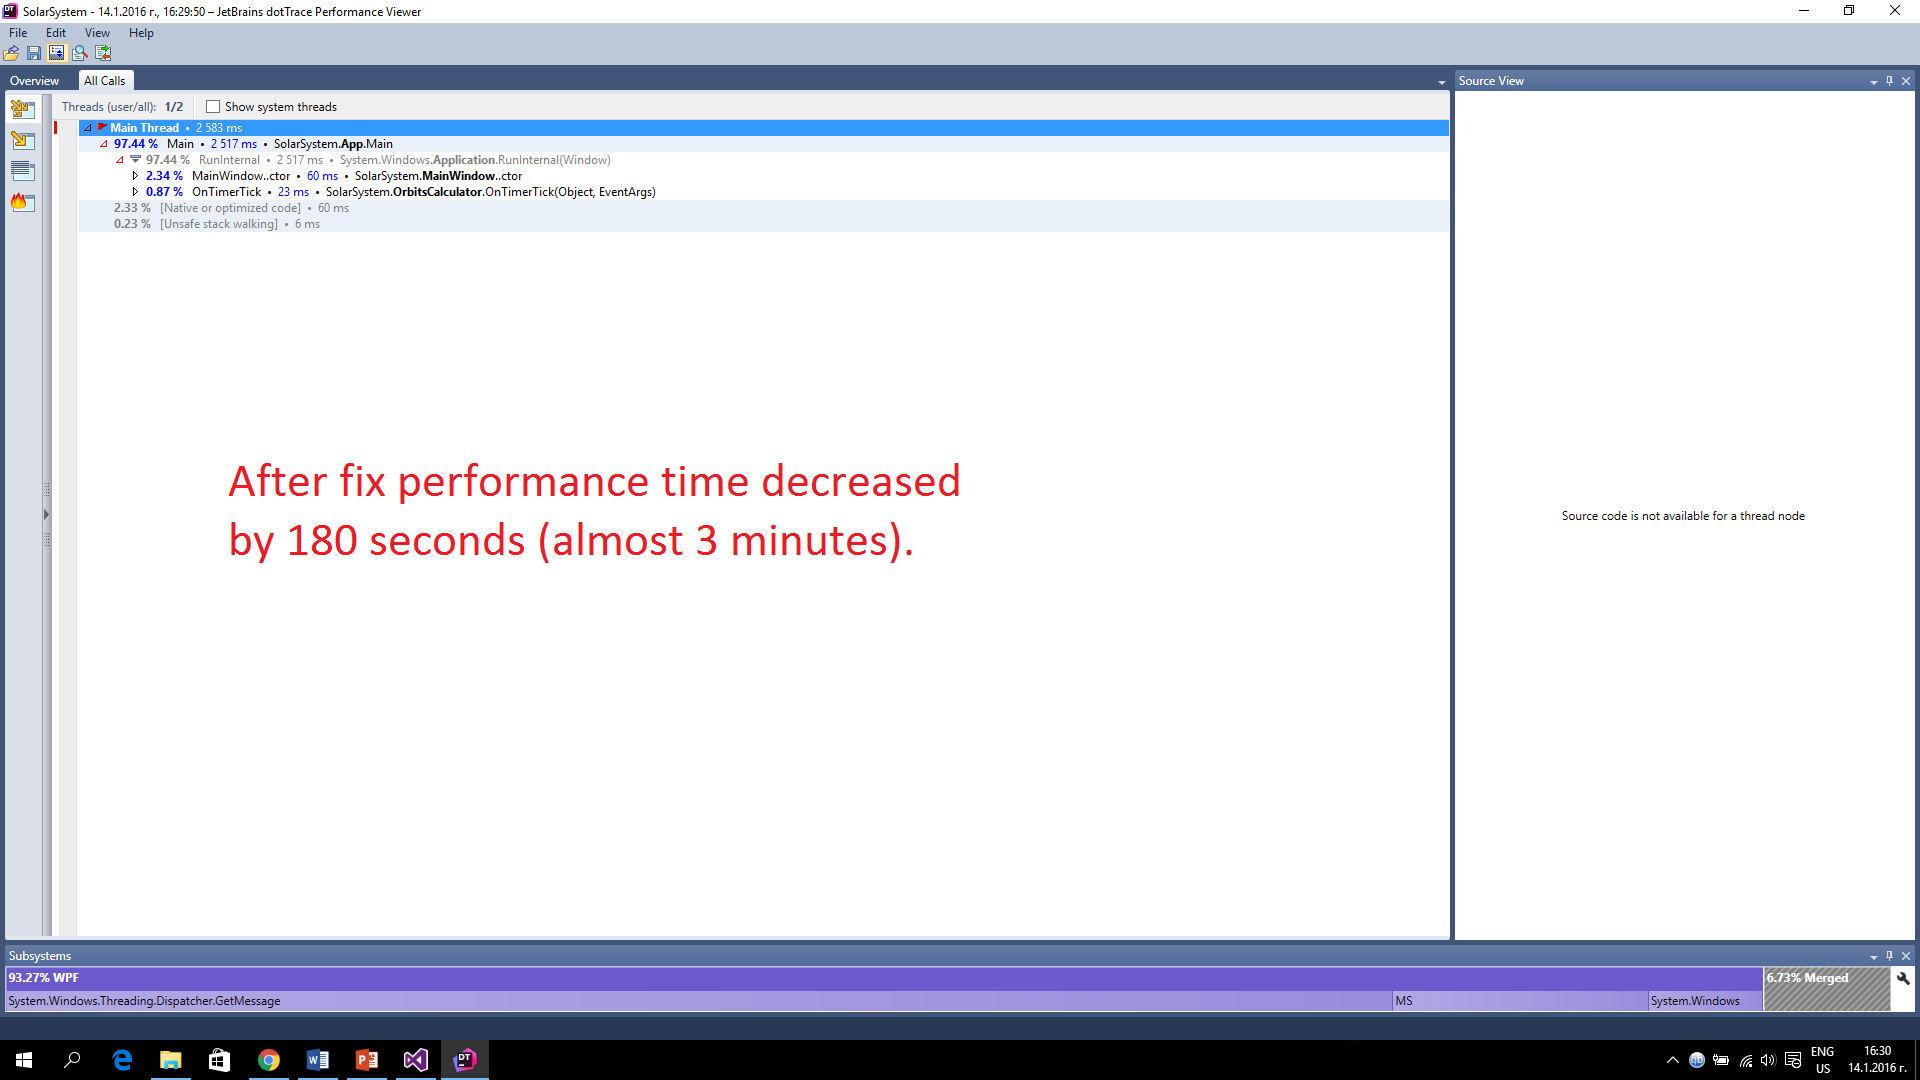 SolarSystem - 14.1.2016 г., 16:29:50 – JetBrains dotTrace Performance Viewer
File Edit View Help
Overview All Calls
Threads (user/all): 1/2 Show system threads
Main Thread • 2 583 ms
97.44 % Main • 2 517 ms • SolarSystem.App.Main
97.44 % RunInternal • 2 517 ms • System.Windows.Application.RunInternal(Window)
2.34 % MainWindow..ctor • 60 ms • SolarSystem.MainWindow..ctor
0.87 % OnTimerTick • 23 ms • SolarSystem.OrbitsCalculator.OnTimerTick(Object, EventArgs)
2.33 % [Native or optimized code] • 60 ms
0.23 % [Unsafe stack walking] • 6 ms
After fix performance time decreased
by 180 seconds (almost 3 minutes).
Source View
Source code is not available for a thread node
Subsystems
93.27% WPF 6.73% Merged
System.Windows.Threading.Dispatcher.GetMessage MS System.Windows
ENG
US
16:30
14.1.2016 г.